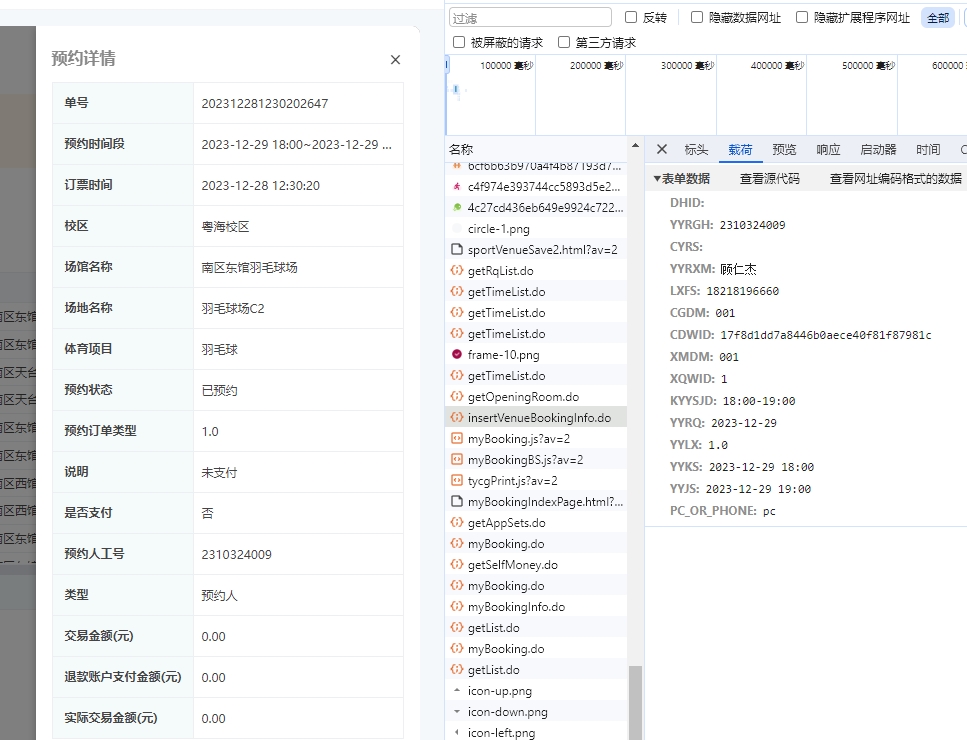 预约详情
单号 202312281230202647
预约时间段 2023-12-29 18:00~2023-12-29 ...
订票时间 2023-12-28 12:30:20
校区 粤海校区
场馆名称 南区东馆羽毛球场
场地名称 羽毛球场C2
体育项目 羽毛球
预约状态 已预约
预约订单类型 1.0
说明 未支付
是否支付 否
预约人工号 2310324009
类型 预约人
交易金额(元) 0.00
退款账户支付金额(元) 0.00
实际交易金额(元) 0.00
区东馆
区东馆
区天台
区天台
区东馆
区东馆
区西馆
区西馆
区东馆
过滤 反转 隐藏数据网址 隐藏扩展程序网址 全部
被屏蔽的请求 第三方请求
100000 毫秒 200000 毫秒 300000 毫秒 400000 毫秒 500000 毫秒 600000
名称
6cf6b63b970a4f4b87193d7...
c4f974e393744cc5893d5e2...
4c27cd436eb649e9924c722...
circle-1.png
sportVenueSave2.html?av=2
getRqList.do
getTimeList.do
getTimeList.do
getTimeList.do
frame-10.png
getTimeList.do
getOpeningRoom.do
insertVenueBookingInfo.do
myBooking.js?av=2
myBookingBS.js?av=2
tycgPrint.js?av=2
myBookingIndexPage.html?...
getAppSets.do
myBooking.do
getSelfMoney.do
myBooking.do
myBookingInfo.do
getList.do
myBooking.do
getList.do
icon-up.png
icon-down.png
icon-left.png
标头 载荷 预览 响应 启动器 时间 C
▼表单数据 查看源代码 查看网址编码格式的数据
DHID:
YYRGH: 2310324009
CYRS:
YYRXM: 顾仁杰
LXFS: 18218196660
CGDM: 001
CDWID: 17f8d1dd7a8446b0aece40f81f87981c
XMDM: 001
XQWID: 1
KYYSJD: 18:00-19:00
YYRQ: 2023-12-29
YYLX: 1.0
YYKS: 2023-12-29 18:00
YYJS: 2023-12-29 19:00
PC_OR_PHONE: pc